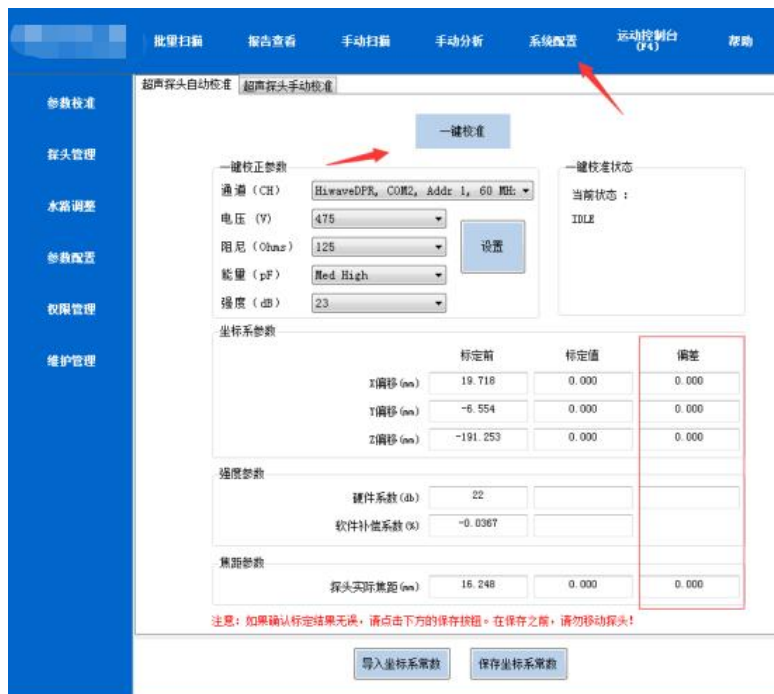 批里扫瞄 报告查看 手动扫瞄 手动分析 系统配置 运动控制台(F4) 帮助
参数校准
探头管理
水路调整
参数配置
权限管理
维护管理
超声探头自动校准 超声探头手动校准
一键校准
一键校正参数
通道 (CH) HiwaveDPR, COM2, Addr 1, 60 MH:
电压 (V) 475
阻尼 (Ohms) 125
能量 (pF) Med High
强度 (dB) 23
设置
一键校准状态
当前状态 :
IDLE
坐标系参数
标定前 标定值 偏差
X偏移(mm) 19.718 0.000 0.000
Y偏移(mm) -6.554 0.000 0.000
Z偏移(mm) -191.253 0.000 0.000
强度参数
硬件系数(db) 22
软件补偿系数(%) -0.0367
焦距参数
探头实际焦距(mm) 16.248 0.000 0.000
注意: 如果确认标定结果无误，请点击下方的保存按钮。在保存之前，请勿移动探头!
导入坐标系常数 保存坐标系常数